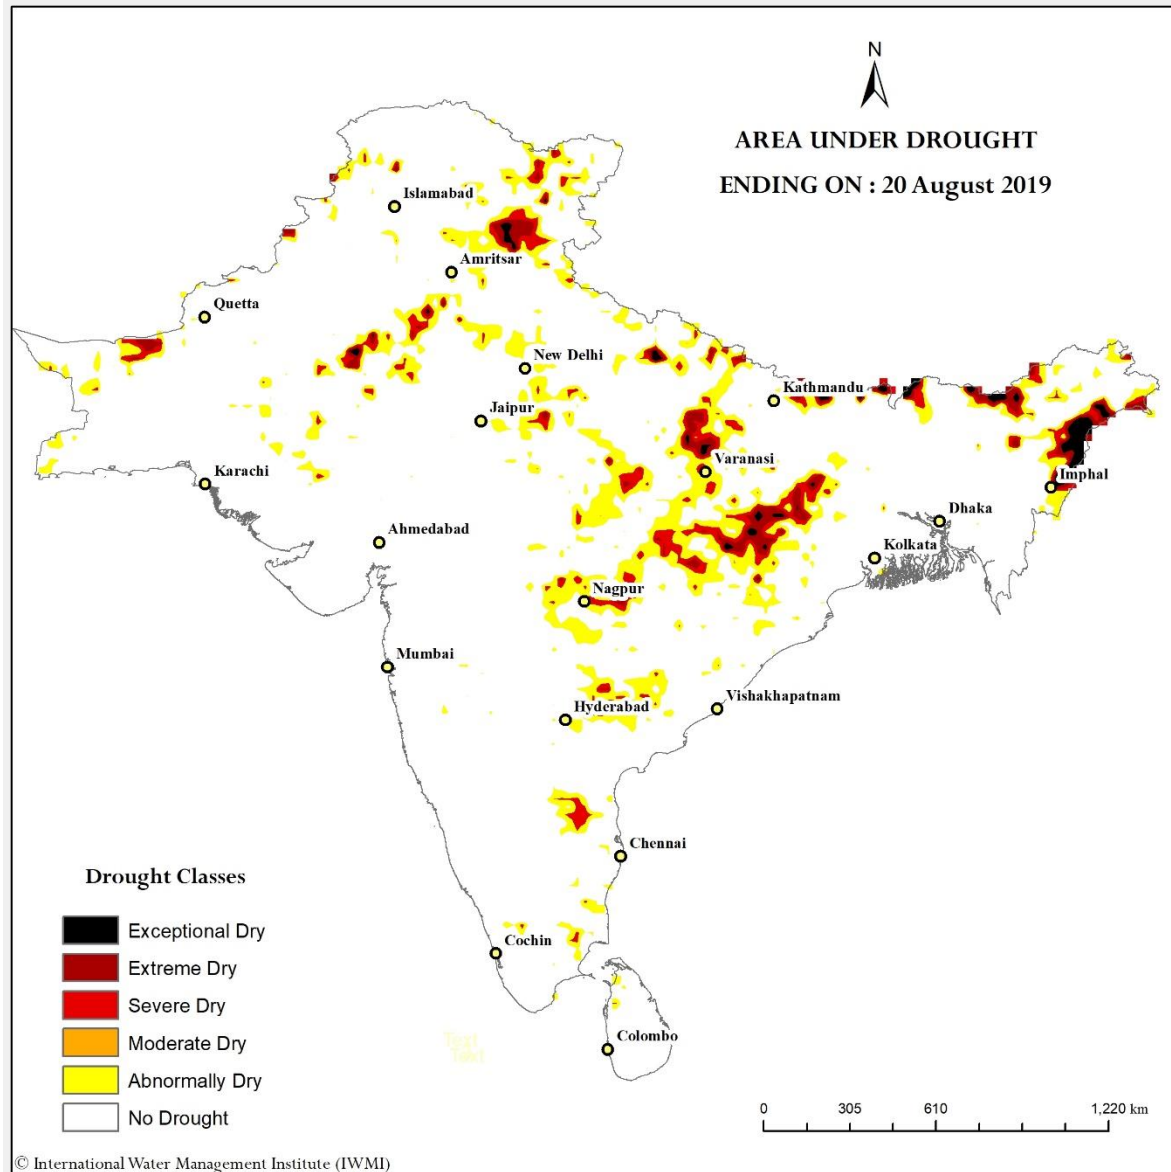 N
AREA UNDER DROUGHT
ENDING ON : 20 August 2019
Islamabad
Amritsar
Quetta
New Delhi
Kathmandu
Jaipur
Varanasi
Karachi
Imphal
Dhaka
Ahmedabad
Kolkata
Nagpur
Mumbai
Vishakhapatnam
Hyderabad
Chennai
Cochin
Colombo
Text
Text
Drought Classes
Exceptional Dry
Extreme Dry
Severe Dry
Moderate Dry
Abnormally Dry
No Drought
0 305 610 1,220 km
© International Water Management Institute (IWMI)